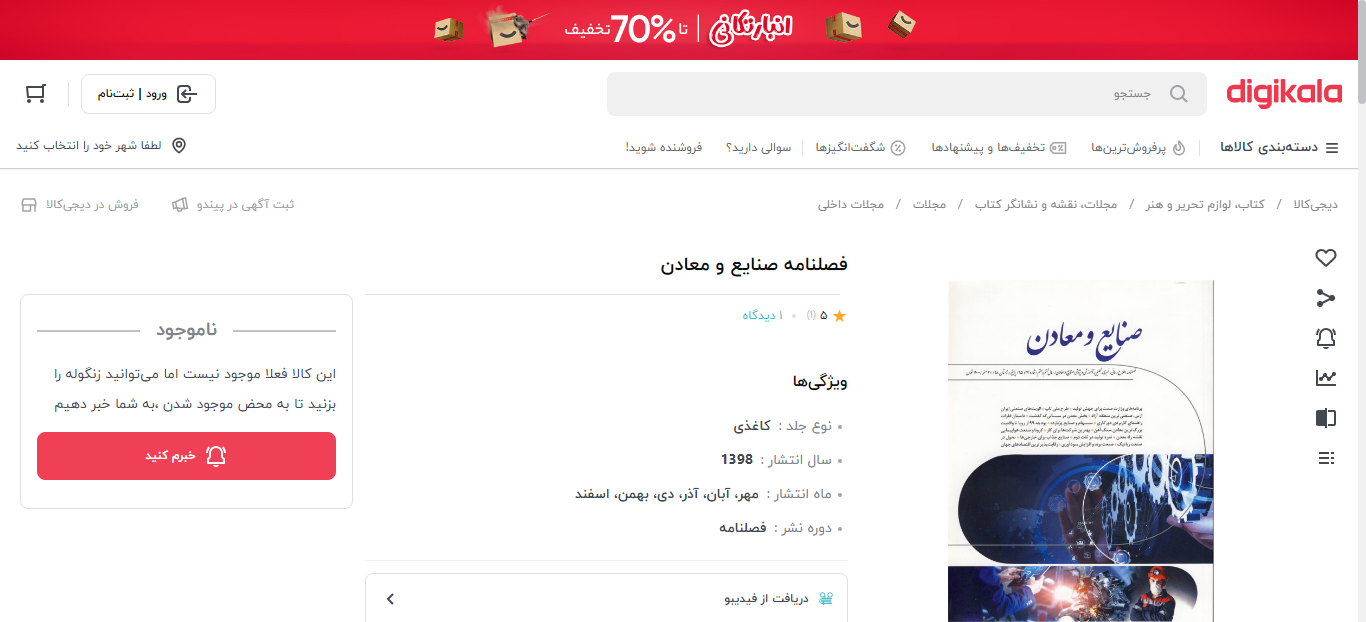 انبارتکانی | تا 70% تخفیف
digikala
جستجو
ورود | ثبت‌نام
دسته‌بندی کالاها
پرفروش‌ترین‌ها
تخفیف‌ها و پیشنهادها
شگفت‌انگیزها
سوالی دارید؟
فروشنده شوید!
لطفا شهر خود را انتخاب کنید
دیجی‌کالا / کتاب، لوازم تحریر و هنر / مجلات، نقشه و نشانگر کتاب / مجلات / مجلات داخلی
ثبت آگهی در پیندو
فروش در دیجی‌کالا
صنایع و معادن
فصلنامه صنایع و معادن
۵ (۱) ۱ دیدگاه
ویژگی‌ها
نوع جلد : کاغذی
سال انتشار : 1398
ماه انتشار : مهر، آبان، آذر، دی، بهمن، اسفند
دوره نشر : فصلنامه
دریافت از فیدیبو
ناموجود
این کالا فعلا موجود نیست اما می‌توانید زنگوله را
بزنید تا به محض موجود شدن ،به شما خبر دهیم
خبرم کنید